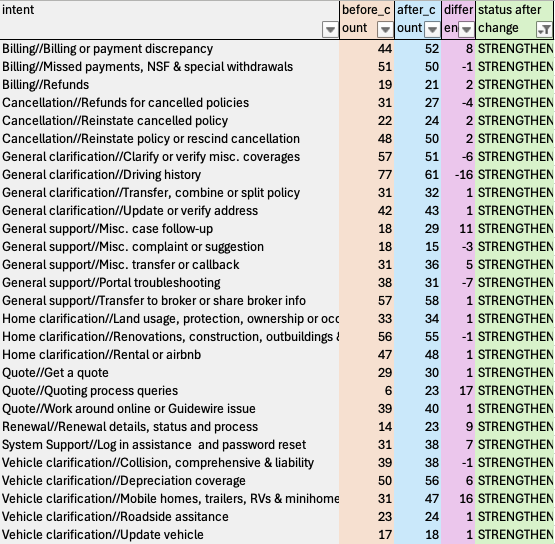 intent before_c ount after_c ount differ en status after change
Billing//Billing or payment discrepancy 44 52 8 STRENGTHEN
Billing//Missed payments, NSF & special withdrawals 51 50 -1 STRENGTHEN
Billing//Refunds 19 21 2 STRENGTHEN
Cancellation//Refunds for cancelled policies 31 27 -4 STRENGTHEN
Cancellation//Reinstate cancelled policy 22 24 2 STRENGTHEN
Cancellation//Reinstate policy or rescind cancellation 48 50 2 STRENGTHEN
General clarification//Clarify or verify misc. coverages 57 51 -6 STRENGTHEN
General clarification//Driving history 77 61 -16 STRENGTHEN
General clarification//Transfer, combine or split policy 31 32 1 STRENGTHEN
General clarification//Update or verify address 42 43 1 STRENGTHEN
General support//Misc. case follow-up 18 29 11 STRENGTHEN
General support//Misc. complaint or suggestion 18 15 -3 STRENGTHEN
General support//Misc. transfer or callback 31 36 5 STRENGTHEN
General support//Portal troubleshooting 38 31 -7 STRENGTHEN
General support//Transfer to broker or share broker info 57 58 1 STRENGTHEN
Home clarification//Land usage, protection, ownership or occ 33 34 1 STRENGTHEN
Home clarification//Renovations, construction, outbuildings & 56 55 -1 STRENGTHEN
Home clarification//Rental or airbnb 47 48 1 STRENGTHEN
Quote//Get a quote 29 30 1 STRENGTHEN
Quote//Quoting process queries 6 23 17 STRENGTHEN
Quote//Work around online or Guidewire issue 39 40 1 STRENGTHEN
Renewal//Renewal details, status and process 14 23 9 STRENGTHEN
System Support//Log in assistance and password reset 31 38 7 STRENGTHEN
Vehicle clarification//Collision, comprehensive & liability 39 38 -1 STRENGTHEN
Vehicle clarification//Depreciation coverage 50 56 6 STRENGTHEN
Vehicle clarification//Mobile homes, trailers, RVs & minihome 31 47 16 STRENGTHEN
Vehicle clarification//Roadside assitance 23 24 1 STRENGTHEN
Vehicle clarification//Update vehicle 17 18 1 STRENGTHEN